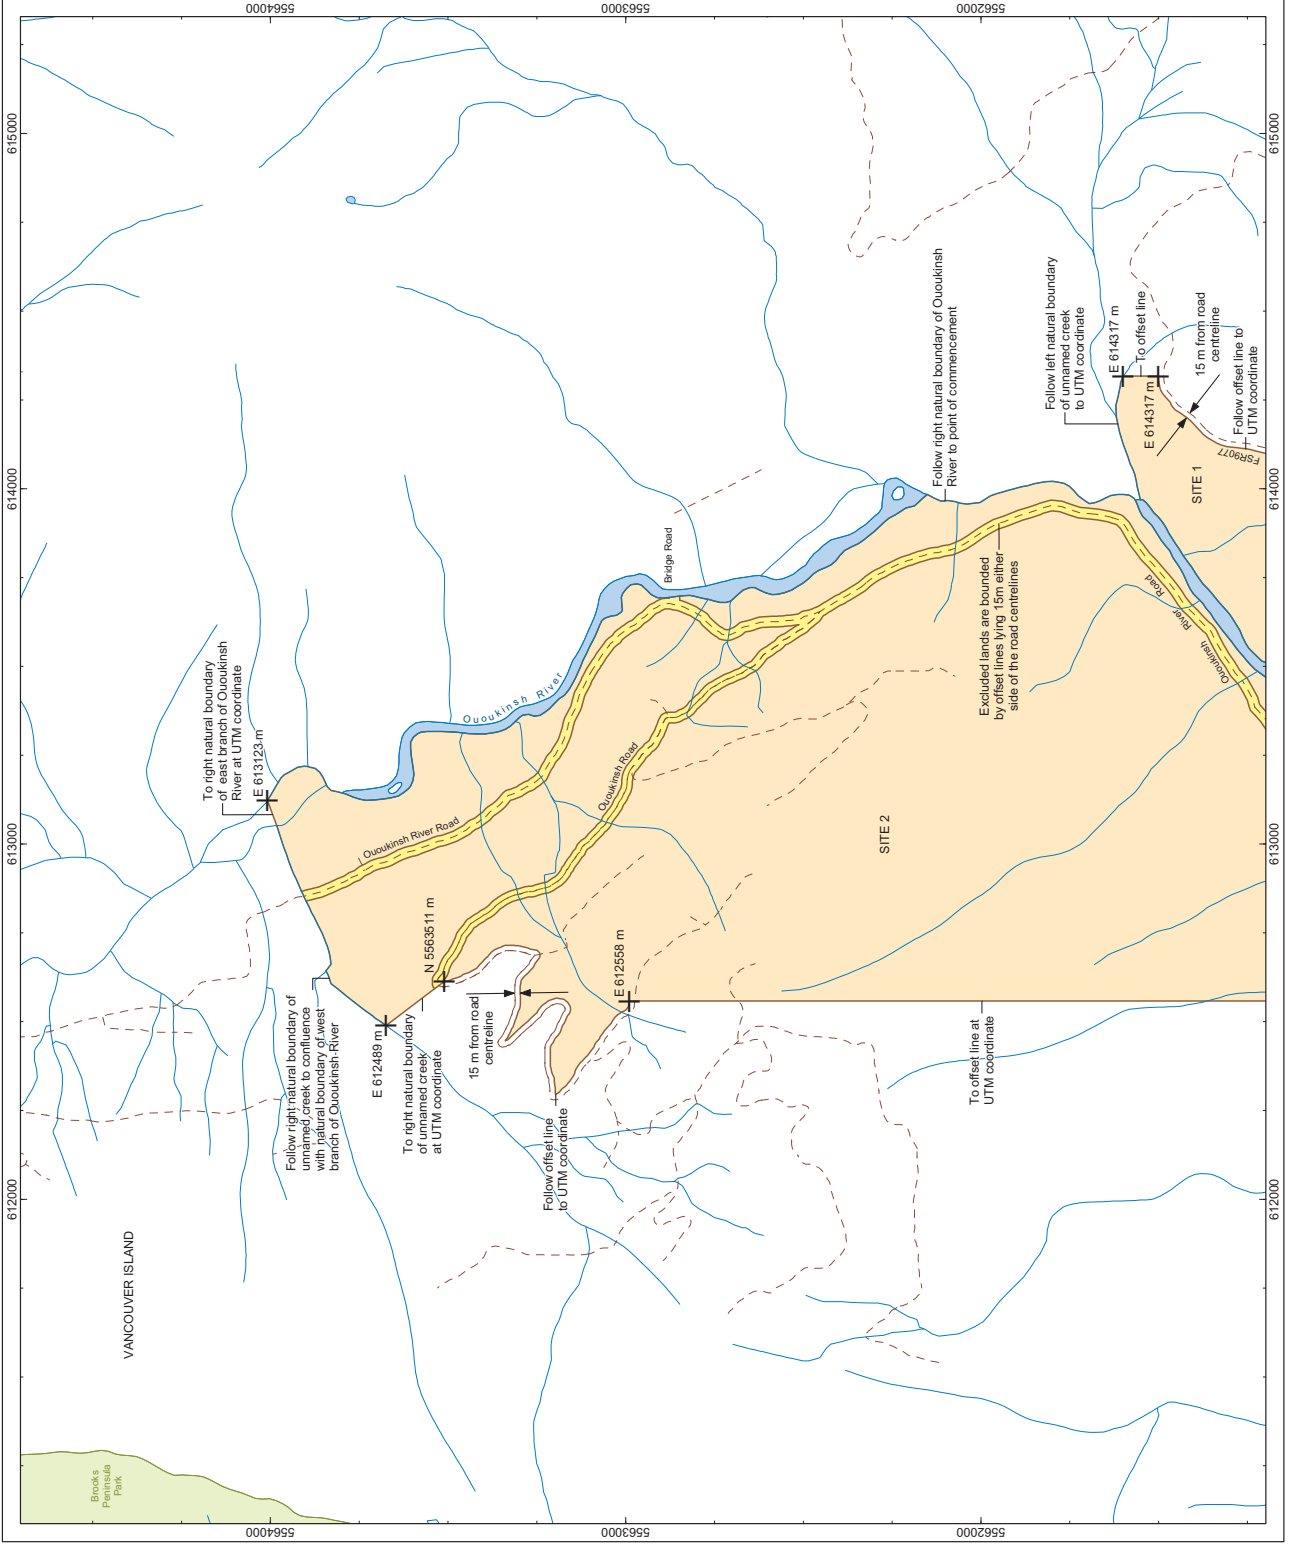 5564000
5563000
5562000
615000
615000
614000
614000
613000
613000
612000
612000
5564000
5563000
5562000
VANCOUVER ISLAND
Brooks
Peninsula
Park
To right natural boundary
of east branch of Ououkinsh
River at UTM coordinate
E 613123 m
Follow right natural boundary of
unnamed creek to confluence
with natural boundary of west
branch of Ououkinsh River
E 612489 m
To right natural boundary
of unnamed creek
at UTM coordinate
N 5563511 m
15 m from road
centreline
Follow offset line
to UTM coordinate
E 612558 m
To offset line at
UTM coordinate
Ououkinsh River Road
Ououkinsh Road
Ououkinsh River
Bridge Road
SITE 2
Excluded lands are bounded
by offset lines lying 15m either
side of the road centrelines
Follow right natural boundary of Ououkinsh
River to point of commencement
Follow left natural boundary
of unnamed creek
to UTM coordinate
E 614317 m
To offset line
E 614317 m
15 m from road
centreline
Follow offset line to
UTM coordinate
FSR9077
SITE 1
Ououkinsh
River
Road